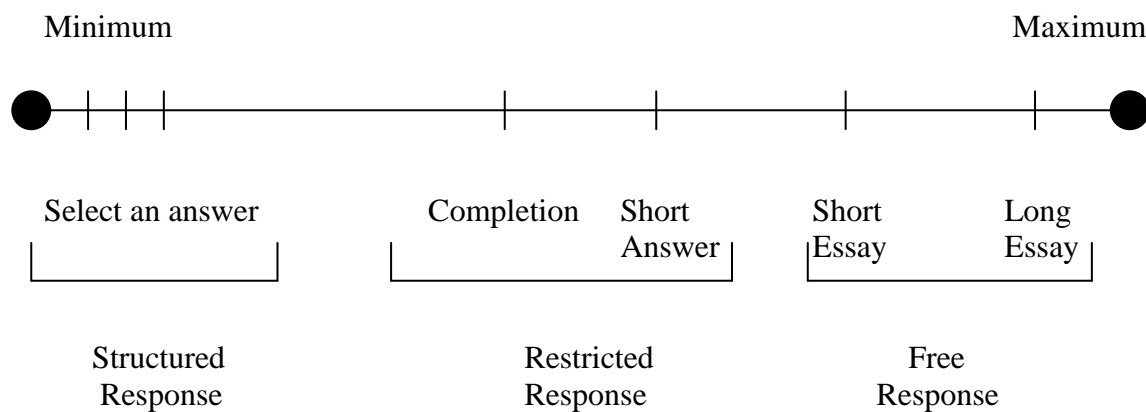 Minimum Maximum
Select an answer Completion Short Short Long
Answer Essay Essay
Structured Restricted Free
Response Response Response